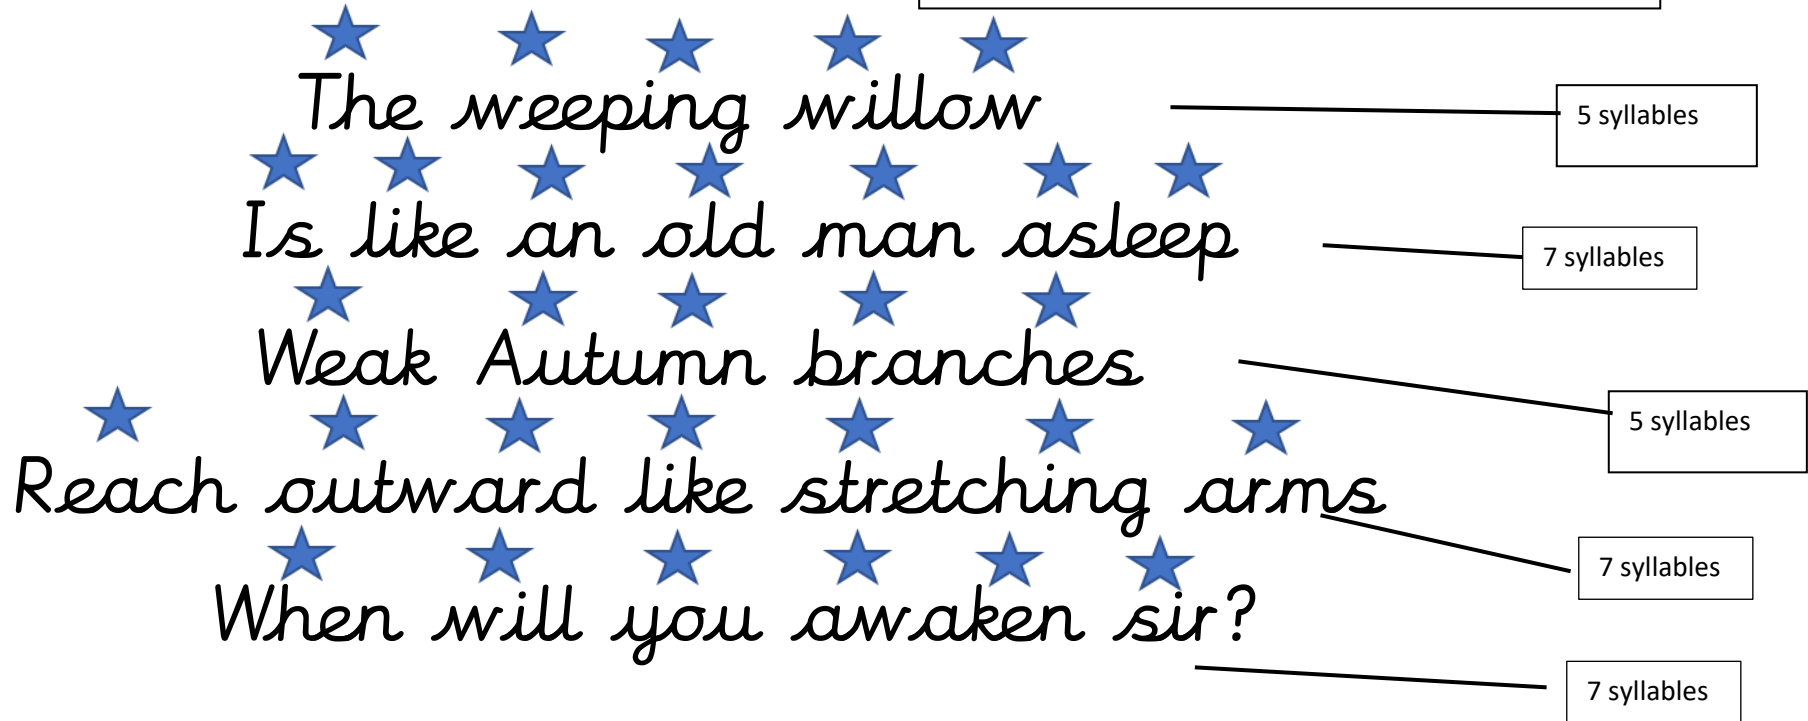 The weeping willow
5 syllables
Is like an old man asleep
7 syllables
Weak Autumn branches
5 syllables
Reach outward like stretching arms
7 syllables
When will you awaken sir?
7 syllables